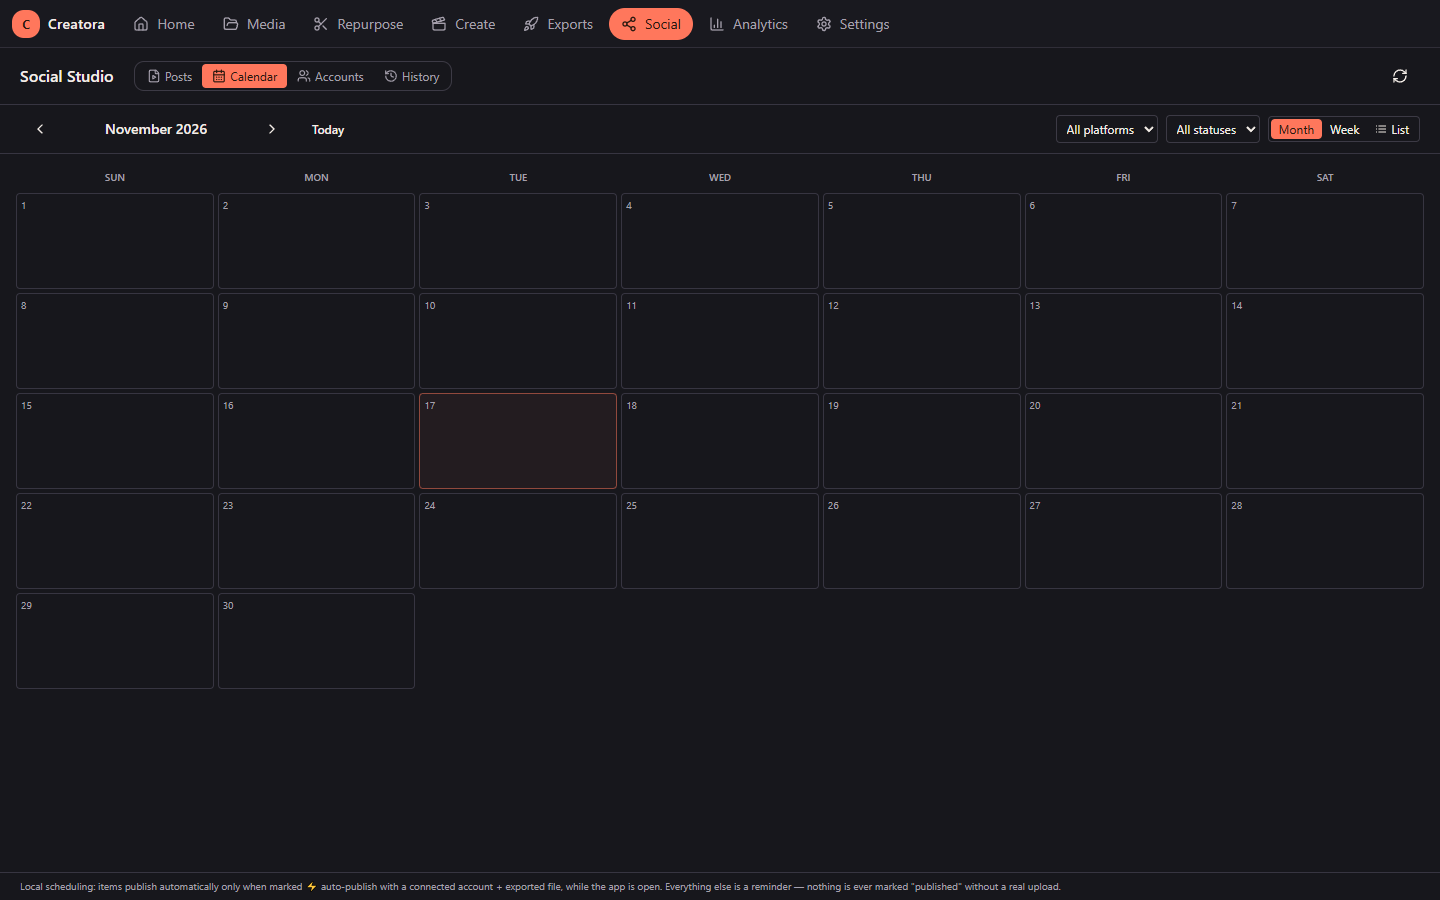 C Creatora Home Media Repurpose Create Exports Social Analytics Settings
Social Studio Posts Calendar Accounts History
November 2026 Today All platforms All statuses Month Week List
SUN MON TUE WED THU FRI SAT
1 2 3 4 5 6 7
8 9 10 11 12 13 14
15 16 17 18 19 20 21
22 23 24 25 26 27 28
29 30
Local scheduling: items publish automatically only when marked ⚡ auto-publish with a connected account + exported file, while the app is open. Everything else is a reminder — nothing is ever marked "published" without a real upload.